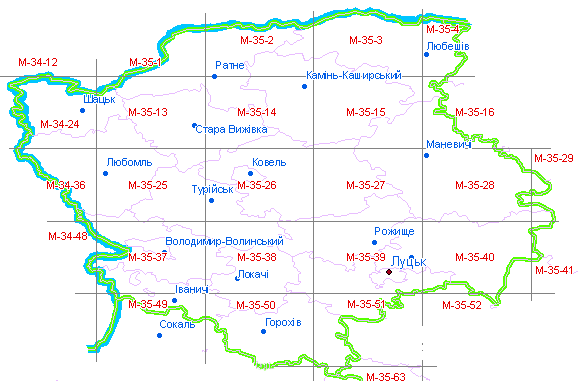 М-35-2
М-35-3
М-35-4
Любешів
М-34-12
М-35-1
Ратне
Камінь-Каширський
Шацьк
М-35-13
М-35-14
М-35-15
М-35-16
М-34-24
Стара Вижівка
Маневичі
Любомль
Ковель
М-35-29
М-34-36
М-35-25
М-35-26
М-35-27
М-35-28
Турійськ
М-34-48
Володимир-Волинський
Рожище
М-35-37
М-35-38
М-35-39
М-35-40
Луцьк
М-35-41
Локачі
Іваничі
М-35-49
М-35-50
М-35-51
М-35-52
Сокаль
Горохів
М-35-63